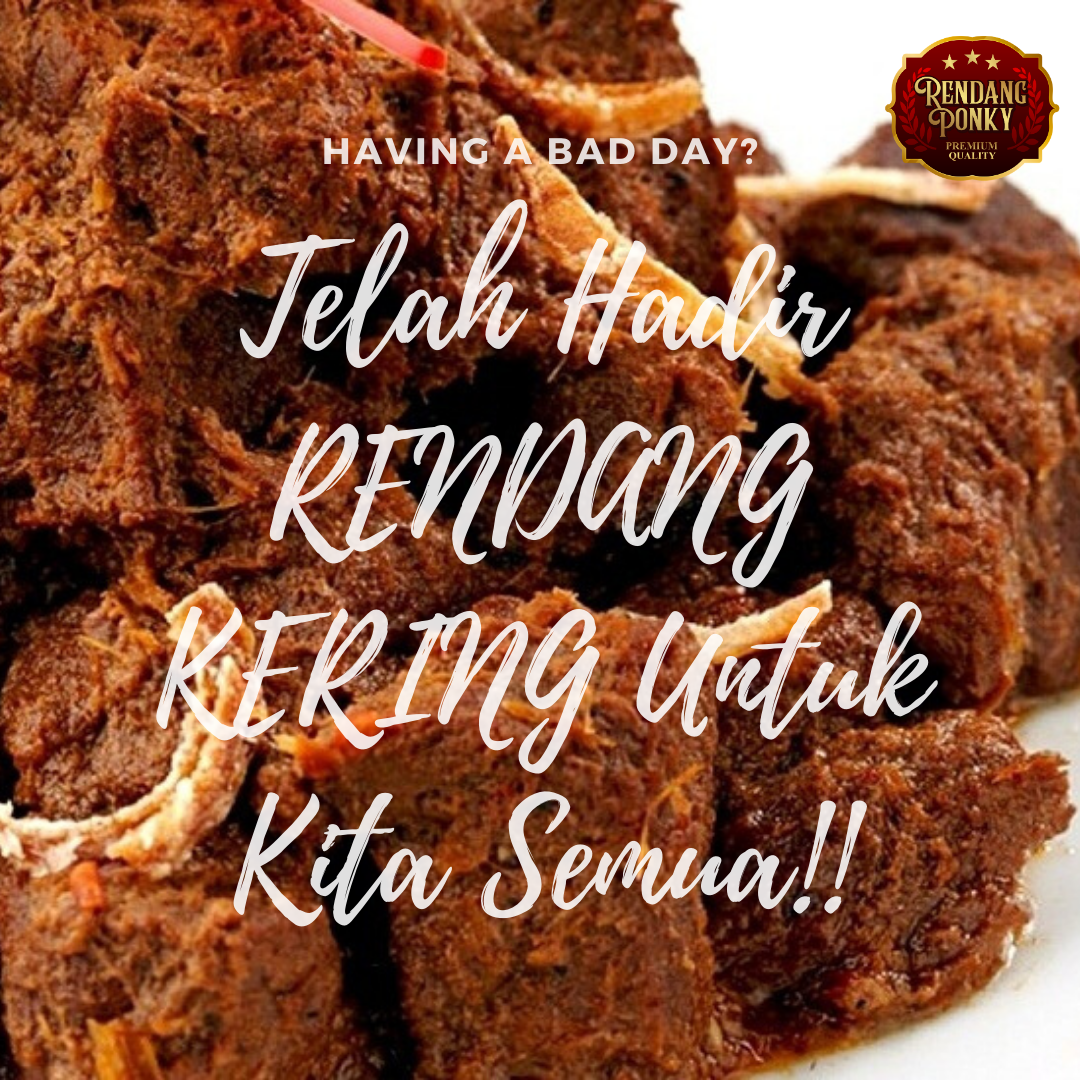 RENDANG
PONKY
PREMIUM
QUALITY
HAVING A BAD DAY?
Telah Hadir
RENDANG
KERING Untuk
Kita Semua!!